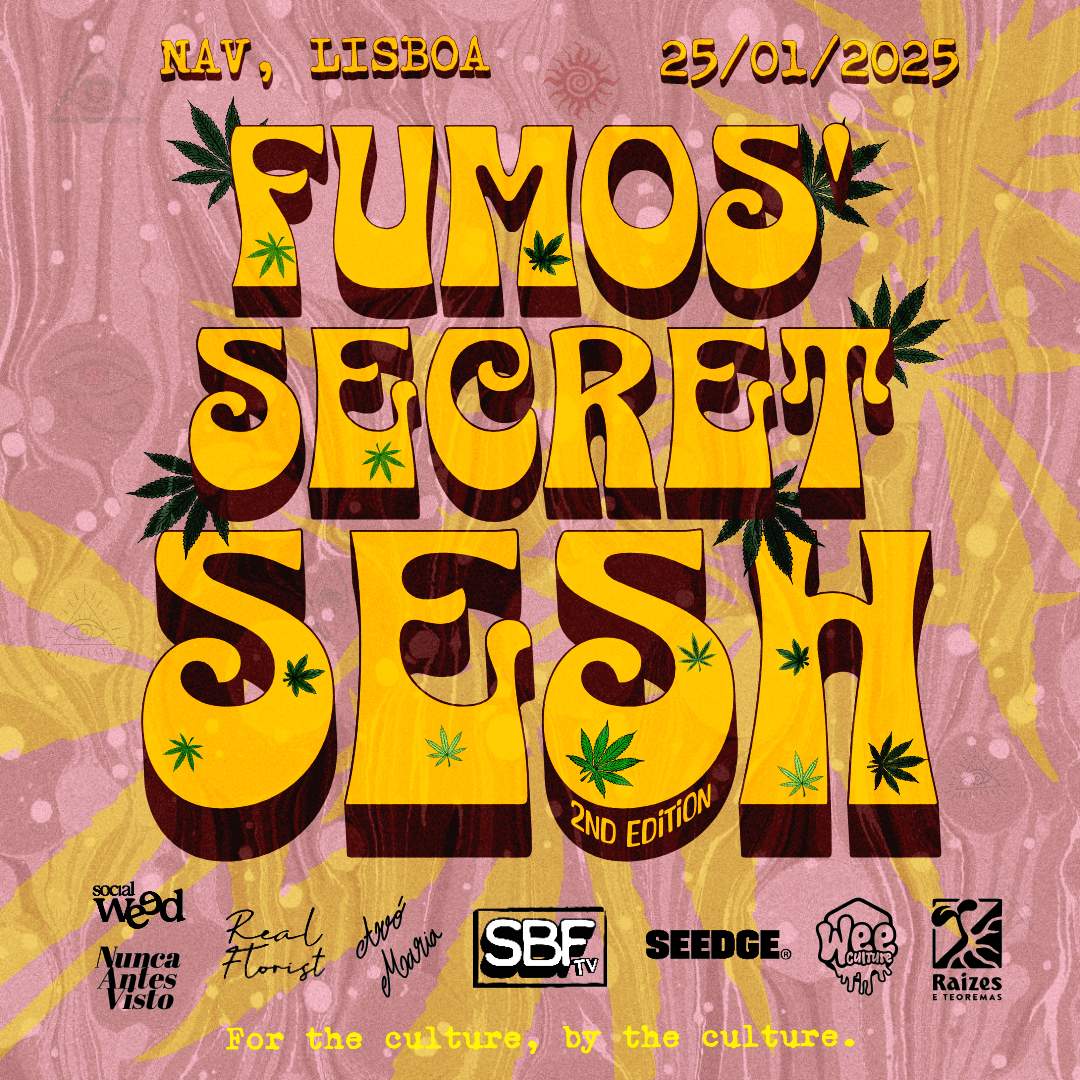 NAV, LISBOA
25/01/2025
FUMOS'
SECRET
SESH
2ND EDiTiON
social
weed
Nunca
Antes
Visto
Real
Florist
Avó
Maria
SBF
TV
SEEDGE®
Wee
CULTURE
Raízes
E TEOREMAS
For the culture, by the culture.